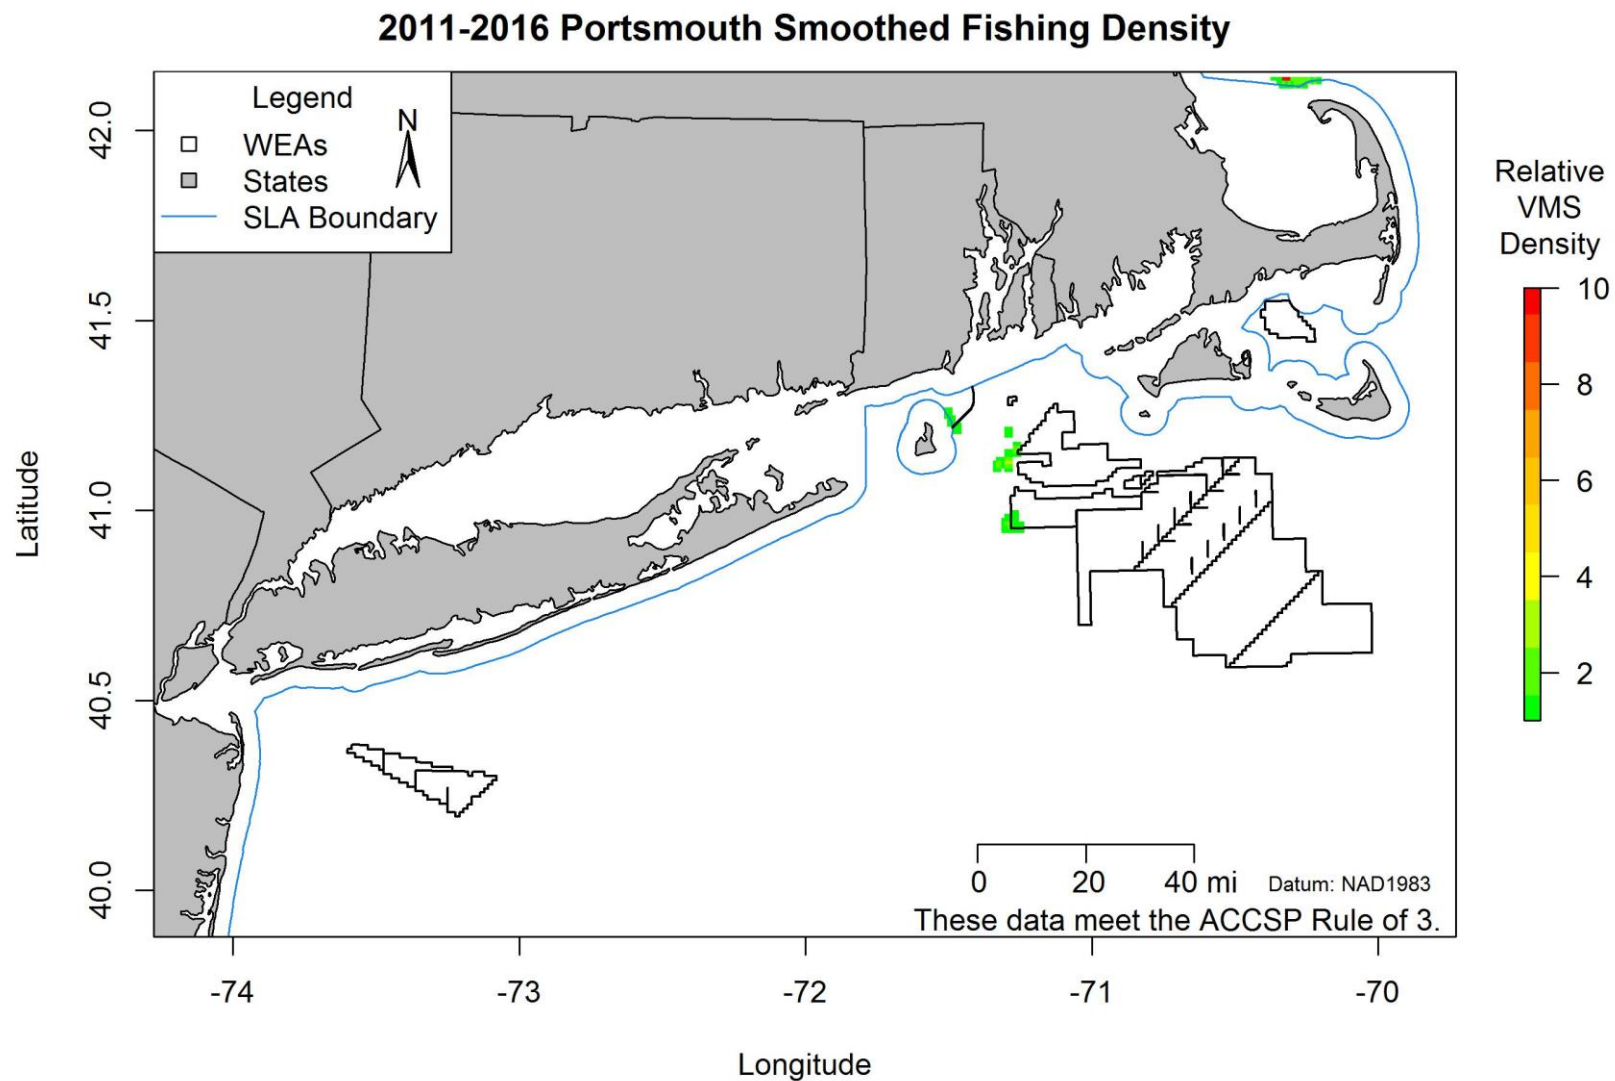 2011-2016 Portsmouth Smoothed Fishing Density
Legend
N
WEAs
States
SLA Boundary
Relative
VMS
Density
10
8
6
4
2
Latitude
42.0
41.5
41.0
40.5
40.0
0 20 40 mi
Datum: NAD1983
These data meet the ACCSP Rule of 3.
-74 -73 -72 -71 -70
Longitude